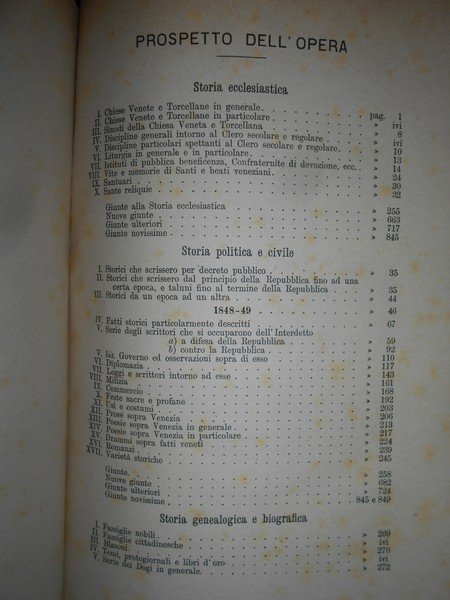 PROSPETTO DELL'OPERA
Storia ecclesiastica
I. Chiese Venete e Torcellane in generale. pag. 1
II. Chiese Venete e Torcellane in particolare » ivi
III. Sinodi della Chiesa Veneta e Torcellana » 8
IV. Discipline generali intorno al Clero secolare e regolare » ivi
V. Discipline particolari spettanti al Clero secolare e regolare. » 10
VI. Liturgia in generale e in particolare
VII. Istituti di pubblica beneficenza, Confraternite di devozione, ecc. » 13
VIII. Vite e memorie di Santi e beati veneziani » 14
IX. Santuari » 24
X. Sante reliquie » 30
» 32
Giunte alla Storia ecclesiastica » 255
Nuove giunte » 663
Giunte ulteriori » 717
Giunte novissime » 845
Storia politica e civile
I. Storici che scrissero per decreto pubblico » 35
II. Storici che scrissero dal principio della Repubblica fino ad una
certa epoca, e taluni fino al termine della Repubblica » 35
III. Storici da un epoca ad un altra » 44
1848-49 » 46
IV. Fatti storici particolarmente descritti » 67
V. Serie degli scrittori che si occuparono dell'Interdetto
a) a difesa della Repubblica » 59
b) contro la Repubblica » 92
V. bis. Governo ed osservazioni sopra di esso » 110
VI. Diplomazia » 117
VII. Leggi e scrittori intorno ad esse » 143
VIII. Milizia » 161
IX. Commercio » 168
X. Feste sacre e profane » 192
XI. Usi e costumi » 203
XII. Prose sopra Venezia » 206
XIII. Poesie sopra Venezia in generale » 213
XIV. Poesie sopra Venezia in particolare » 217
XV. Drammi sopra fatti veneti » 224
XVI. Romanzi » 239
XVII. Varietà storiche » 245
Giunte. » 258
Nuove giunte » 682
Giunte ulteriori » 724
Giunte novissime 845 e 849
Storia genealogica e biografica
I. Famiglie nobili » 269
II. Famiglie cittadinesche » ivi
III. Blasoni. » ivi
IV. Temi, protogiornali e libri d'oro » 270
V. Serie dei Dogi in generale. » 272